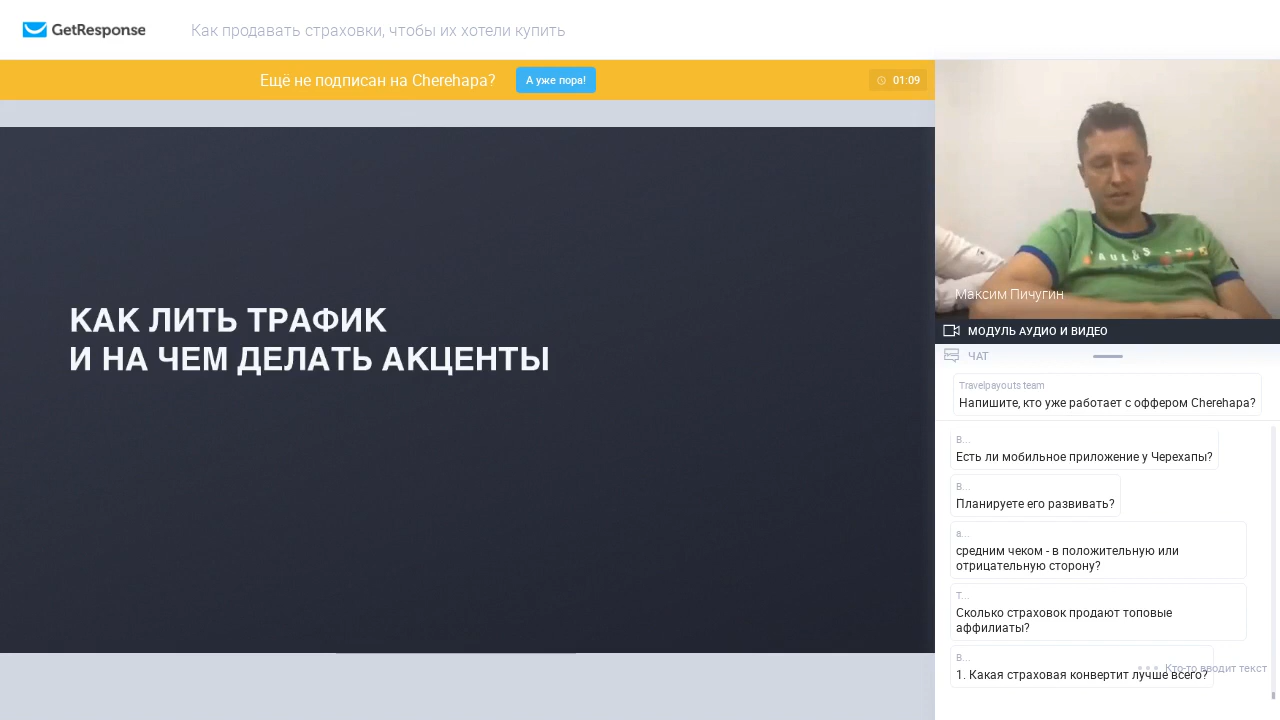 GetResponse
Как продавать страховки, чтобы их хотели купить
Ещё не подписан на Cherehapa?
А уже пора!
01:09
КАК ЛИТЬ ТРАФИК
И НА ЧЕМ ДЕЛАТЬ АКЦЕНТЫ
Максим Пичугин
МОДУЛЬ АУДИО И ВИДЕО
ЧАТ
Travelpayouts team
Напишите, кто уже работает с оффером Cherehapa?
В...
Есть ли мобильное приложение у Черехапы?
В...
Планируете его развивать?
а...
средним чеком - в положительную или
отрицательную сторону?
Т...
Сколько страховок продают топовые
аффилиаты?
В...
Кто-то вводит текст
1. Какая страховая конвертит лучше всего?